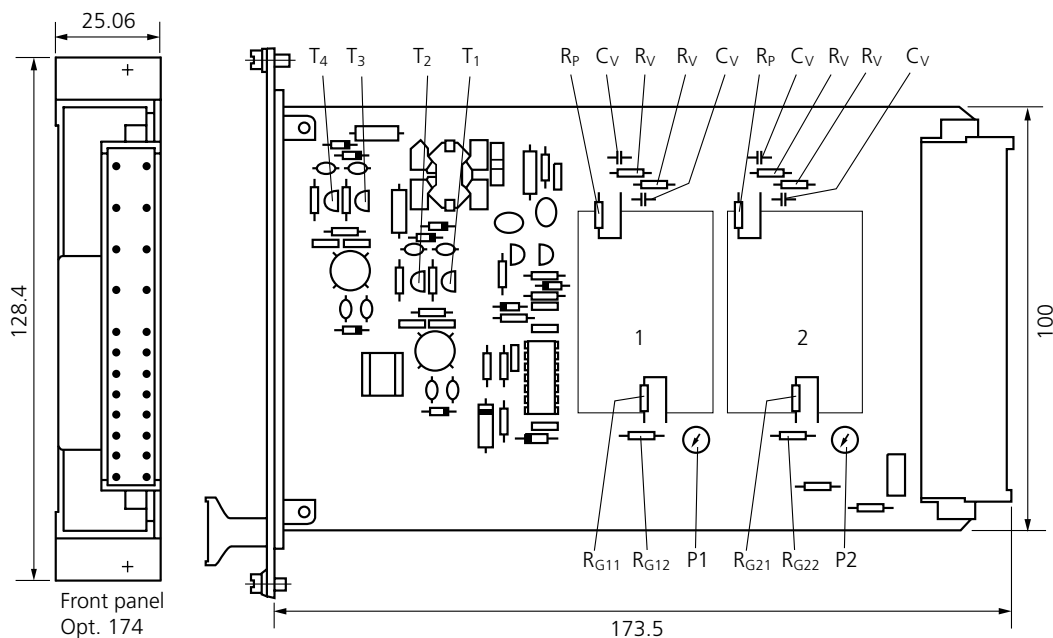 25.06
T4 T3 T2 T1 RP CV RV RV CV RP CV RV RV CV
128.4
100
1 2
RG11 RG12 P1 RG21 RG22 P2
Front panel
Opt. 174
173.5